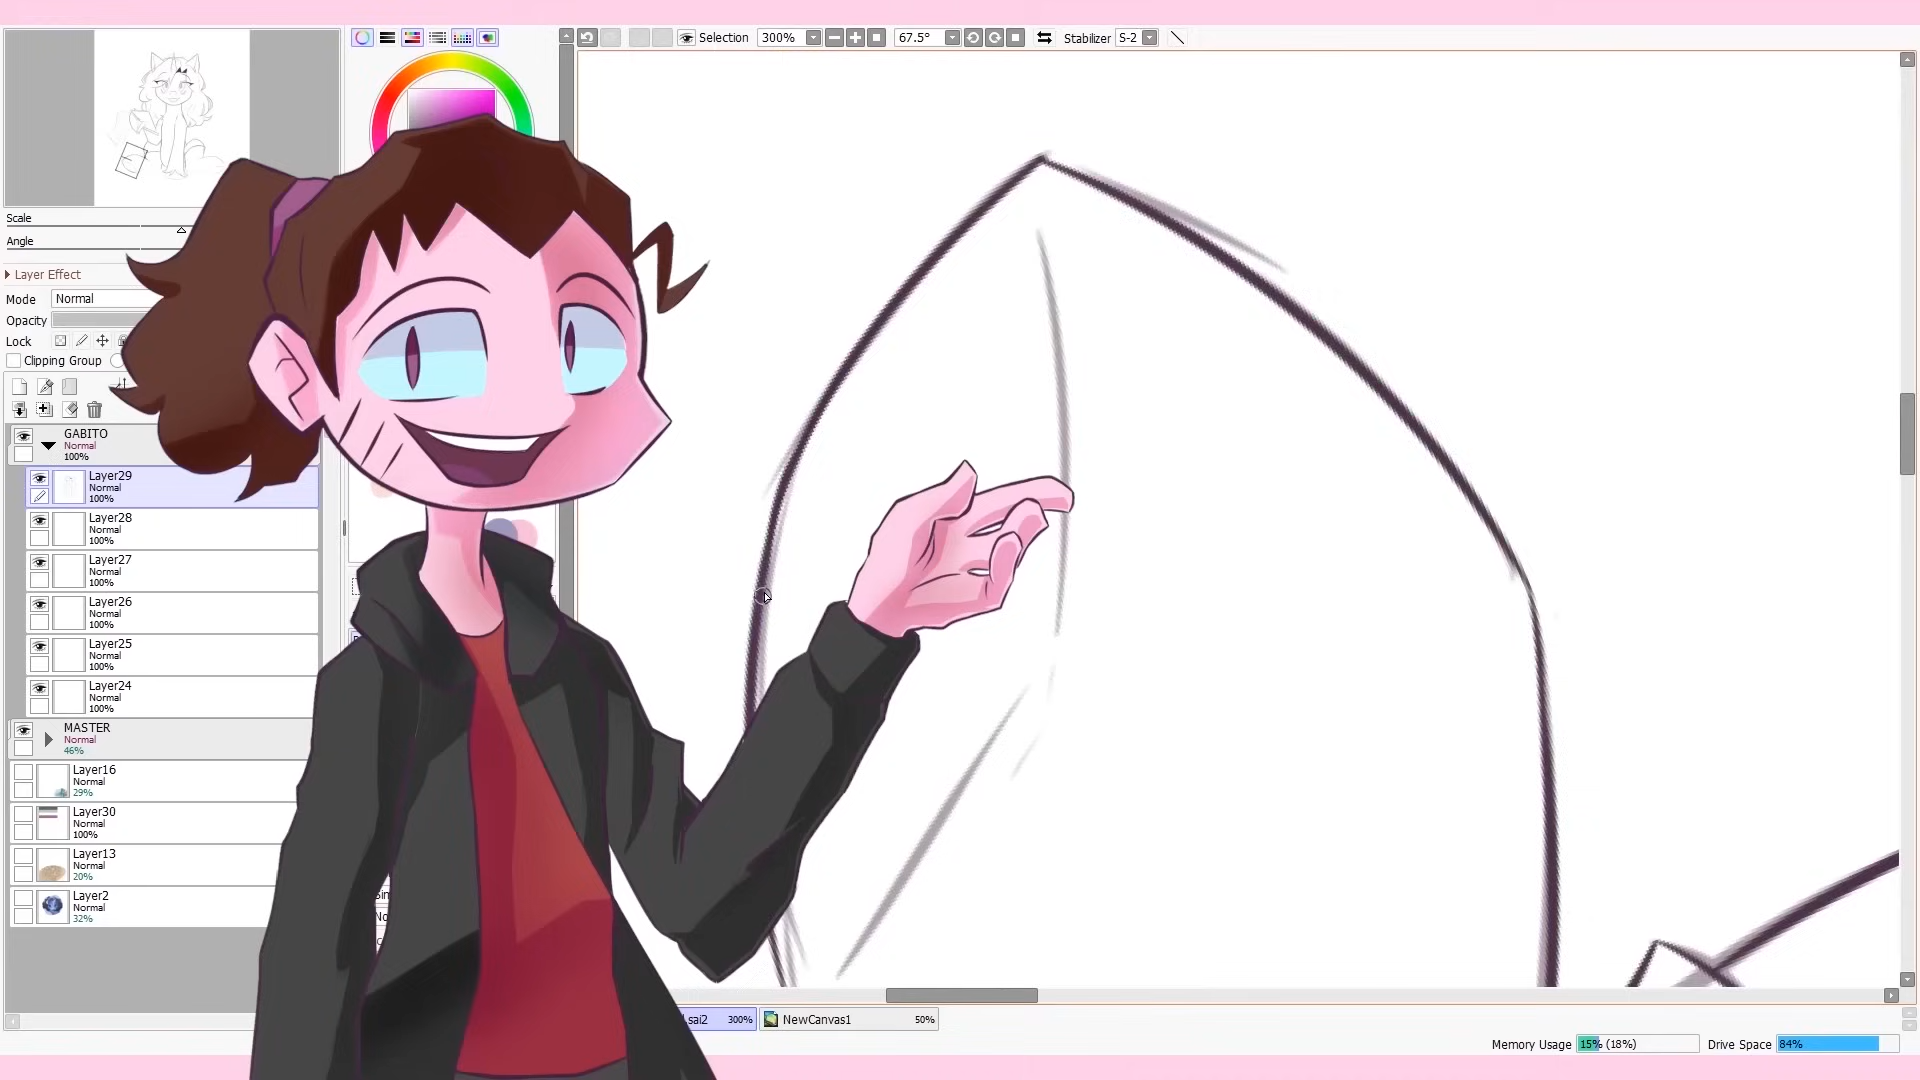 Selection 300% 67.5° Stabilizer S-2
Scale
Angle
Layer Effect
Mode Normal
Opacity
Lock
Clipping Group
GABITO
Normal
100%
Layer29
Normal
100%
Layer28
Normal
100%
Layer27
Normal
100%
Layer26
Normal
100%
Layer25
Normal
100%
Layer24
Normal
100%
MASTER
Normal
46%
Layer16
Normal
29%
Layer30
Normal
100%
Layer13
Normal
20%
Layer2
Normal
32%
.sai2 300% NewCanvas1 50%
Memory Usage 15% (18%) Drive Space 84%